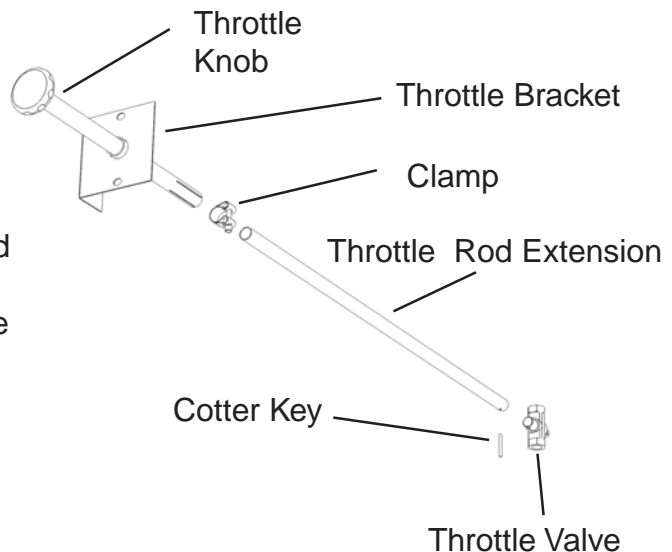 Throttle
Knob
Throttle Bracket
Clamp
d
Throttle Rod Extension
e
Cotter Key
Throttle Valve